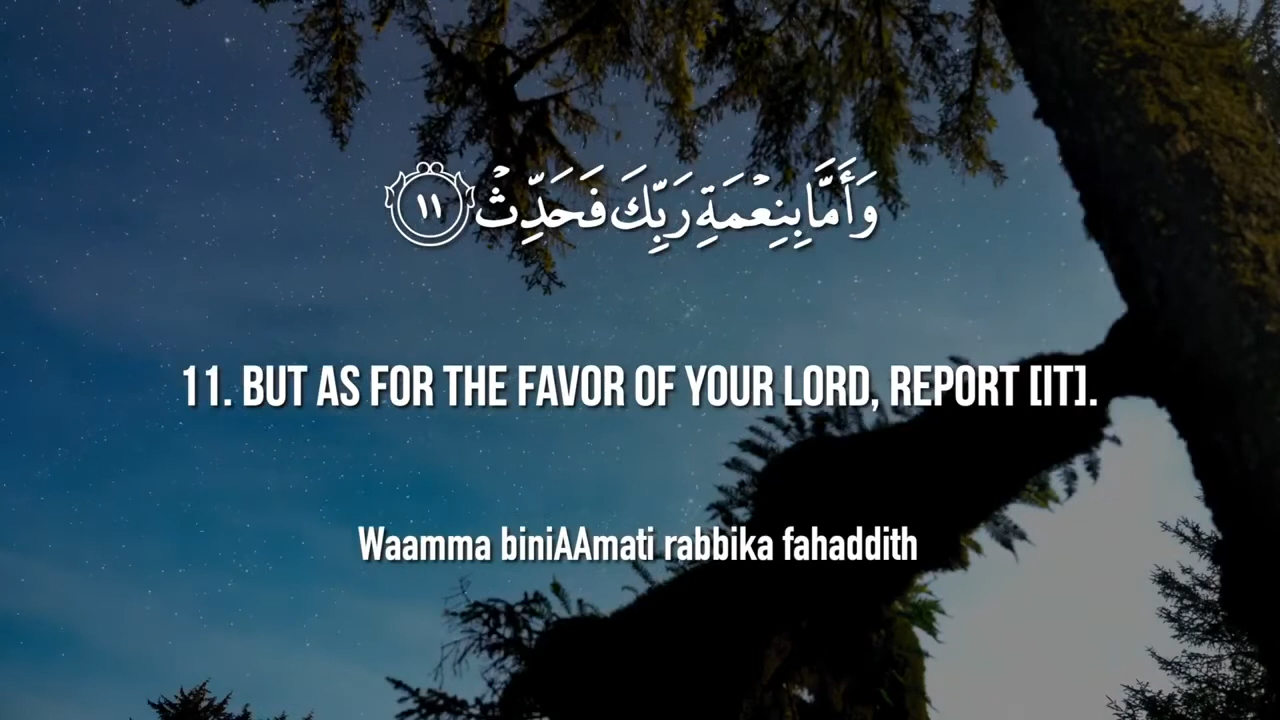 وَأَمَّا بِنِعْمَةِ رَبِّكَ فَحَدِّثْ ١١
11. BUT AS FOR THE FAVOR OF YOUR LORD, REPORT [IT].
Waamma biniAAmati rabbika fahaddith